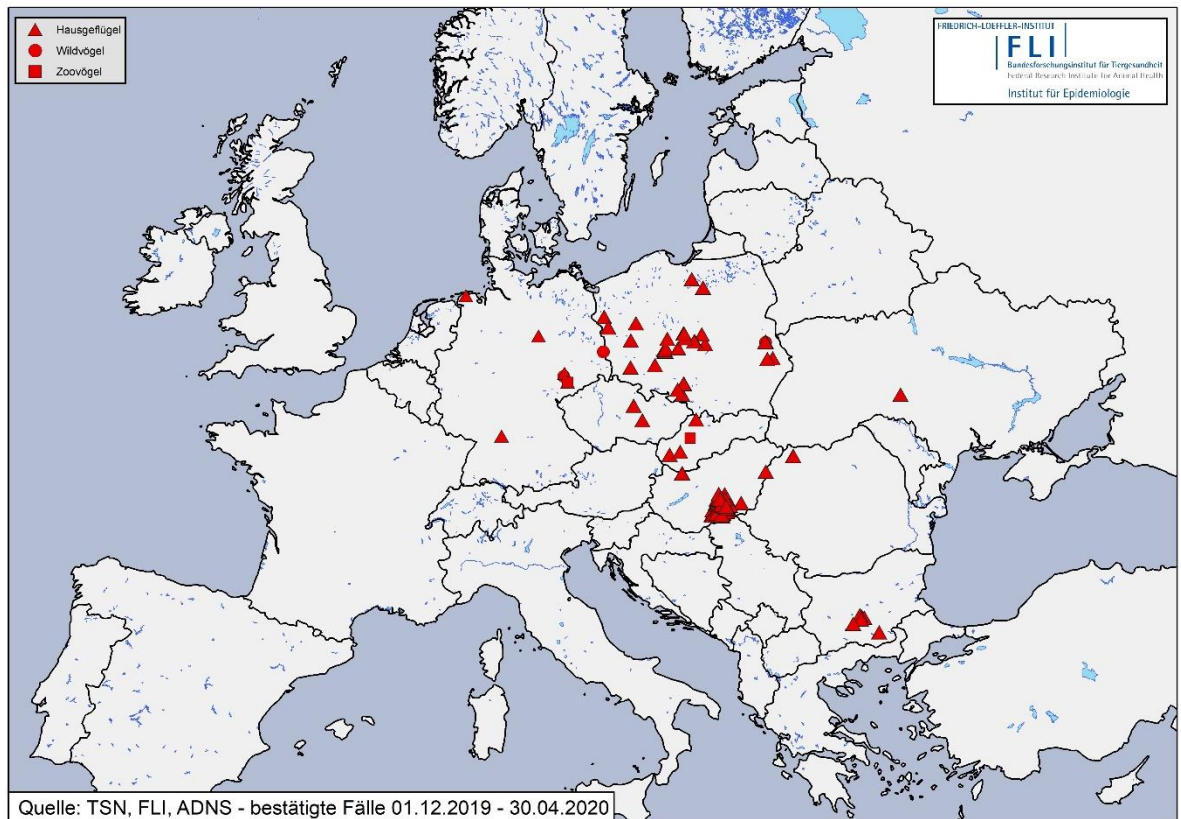 Hausgeflügel
Wildvögel
Zoovögel
FRIEDRICH-LOEFFLER-INSTITUT
FLI
Bundesforschungsinstitut für Tiergesundheit
Federal Research Institute for Animal Health
Institut für Epidemiologie
Quelle: TSN, FLI, ADNS - bestätigte Fälle 01.12.2019 - 30.04.2020